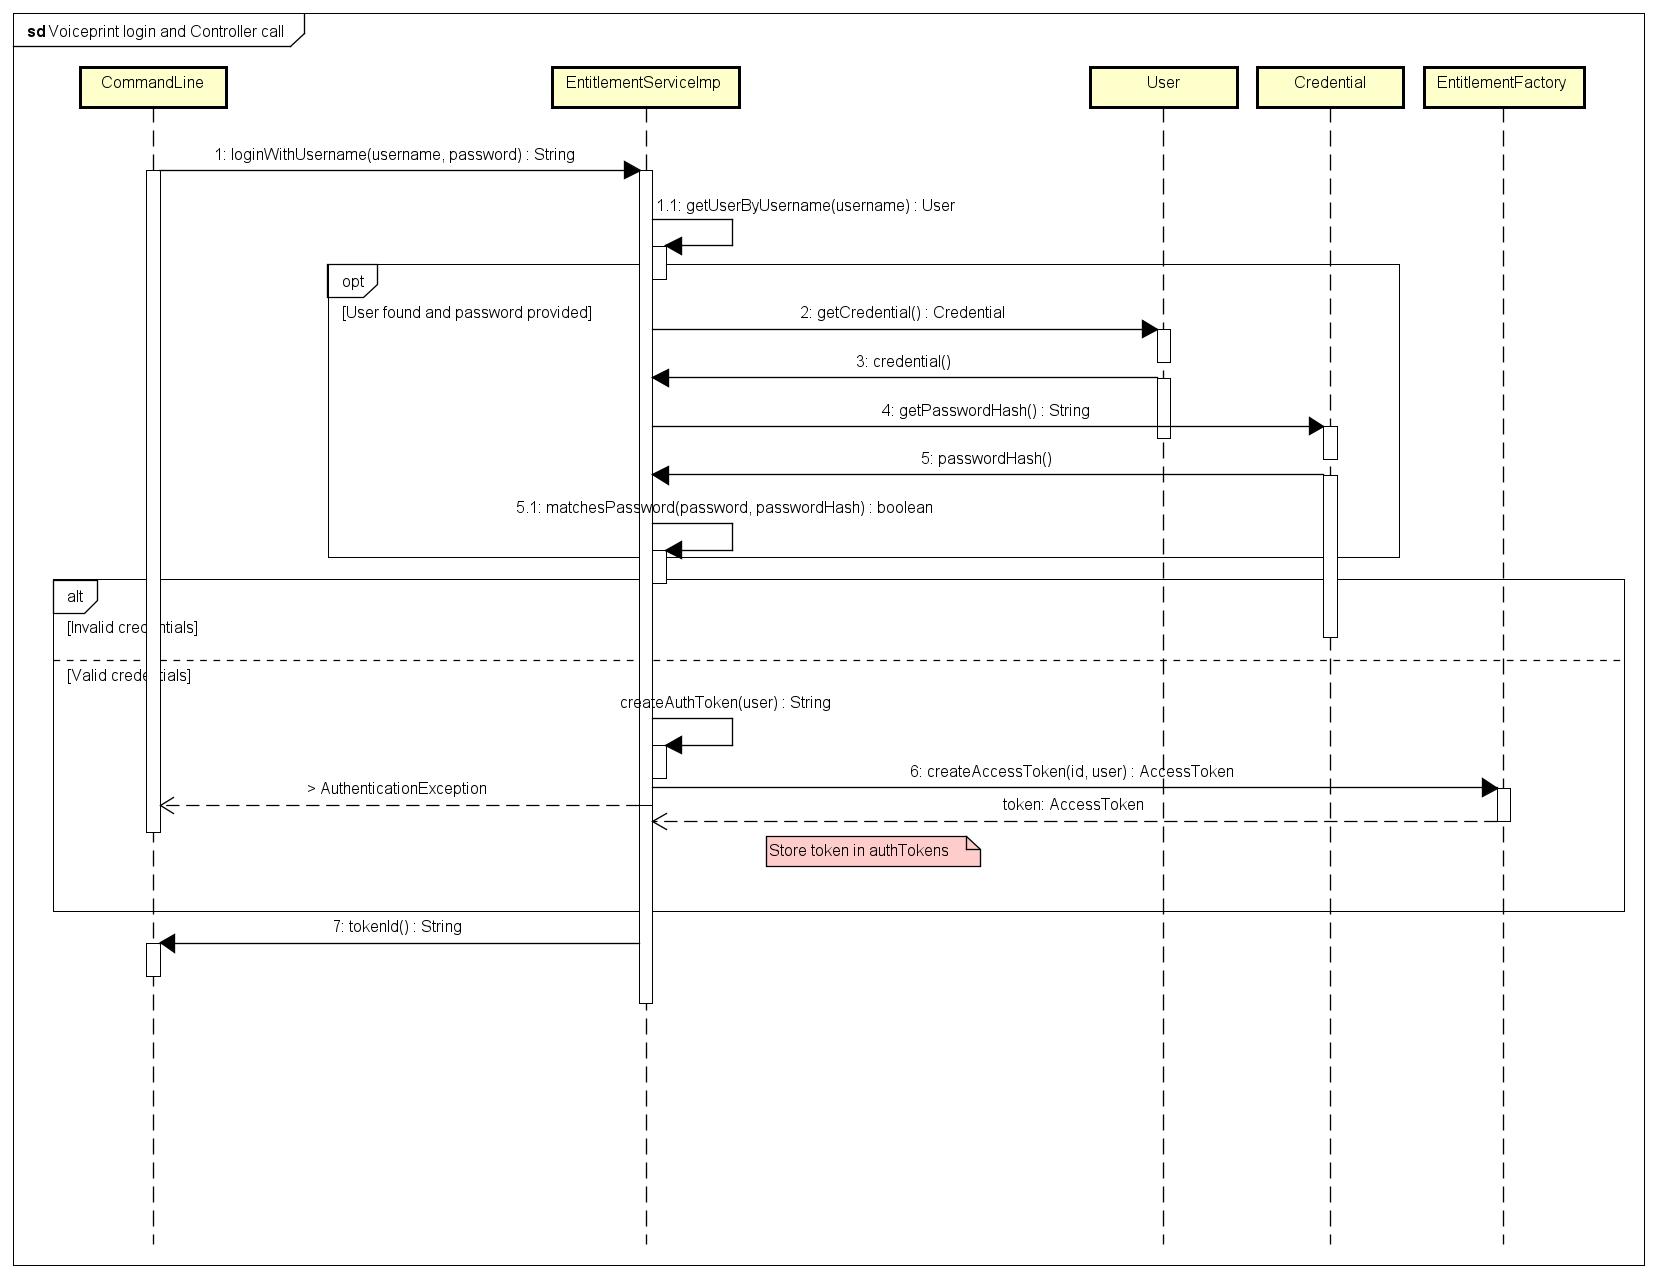 sd Voiceprint login and Controller call
CommandLine
EntitlementServiceImp
User
Credential
EntitlementFactory
1: loginWithUsername(username, password) : String
1.1: getUserByUsername(username) : User
opt
[User found and password provided]
2: getCredential() : Credential
3: credential()
4: getPasswordHash() : String
5: passwordHash()
5.1: matchesPassword(password, passwordHash) : boolean
alt
[Invalid credentials]
[Valid credentials]
createAuthToken(user) : String
6: createAccessToken(id, user) : AccessToken
> AuthenticationException
token: AccessToken
Store token in authTokens
7: tokenId() : String